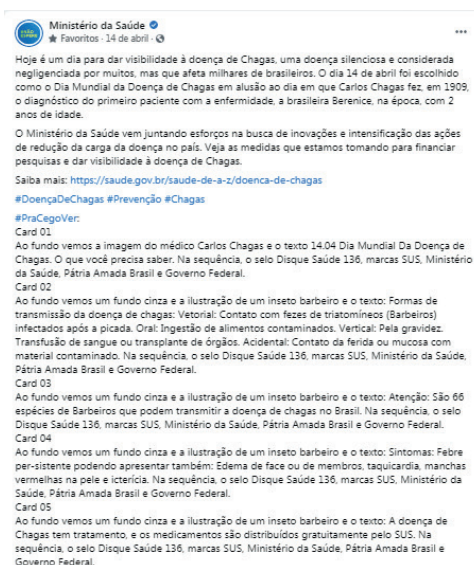 Ministério da Saúde
Favoritos · 14 de abril ·
Hoje é um dia para dar visibilidade à doença de Chagas, uma doença silenciosa e considerada
negligenciada por muitos, mas que afeta milhares de brasileiros. O dia 14 de abril foi escolhido
como o Dia Mundial da Doença de Chagas em alusão ao dia em que Carlos Chagas fez, em 1909,
o diagnóstico do primeiro paciente com a enfermidade, a brasileira Berenice, na época, com 2
anos de idade.
O Ministério da Saúde vem juntando esforços na busca de inovações e intensificação das ações
de redução da carga da doença no país. Veja as medidas que estamos tomando para financiar
pesquisas e dar visibilidade à doença de Chagas.
Saiba mais: https://saude.gov.br/saude-de-a-z/doenca-de-chagas
#DoençaDeChagas #Prevenção #Chagas
#PraCegoVer:
Card 01
Ao fundo vemos a imagem do médico Carlos Chagas e o texto 14.04 Dia Mundial Da Doença de
Chagas. O que você precisa saber. Na sequência, o selo Disque Saúde 136, marcas SUS, Ministério
da Saúde, Pátria Amada Brasil e Governo Federal.
Card 02
Ao fundo vemos um fundo cinza e a ilustração de um inseto barbeiro e o texto: Formas de
transmissão da doença de chagas: Vetorial: Contato com fezes de triatomíneos (Barbeiros)
infectados após a picada. Oral: Ingestão de alimentos contaminados. Vertical: Pela gravidez.
Transfusão de sangue ou transplante de órgãos. Acidental: Contato da ferida ou mucosa com
material contaminado. Na sequência, o selo Disque Saúde 136, marcas SUS, Ministério da Saúde,
Pátria Amada Brasil e Governo Federal.
Card 03
Ao fundo vemos um fundo cinza e a ilustração de um inseto barbeiro e o texto: Atenção: São 66
espécies de Barbeiros que podem transmitir a doença de chagas no Brasil. Na sequência, o selo
Disque Saúde 136, marcas SUS, Ministério da Saúde, Pátria Amada Brasil e Governo Federal.
Card 04
Ao fundo vemos um fundo cinza e a ilustração de um inseto barbeiro e o texto: Sintomas: Febre
per-sistente podendo apresentar também: Edema de face ou de membros, taquicardia, manchas
vermelhas na pele e icterícia. Na sequência, o selo Disque Saúde 136, marcas SUS, Ministério da
Saúde, Pátria Amada Brasil e Governo Federal.
Card 05
Ao fundo vemos um fundo cinza e a ilustração de um inseto barbeiro e o texto: A doença de
Chagas tem tratamento, e os medicamentos são distribuídos gratuitamente pelo SUS. Na
sequência, o selo Disque Saúde 136, marcas SUS, Ministério da Saúde, Pátria Amada Brasil e
Governo Federal.